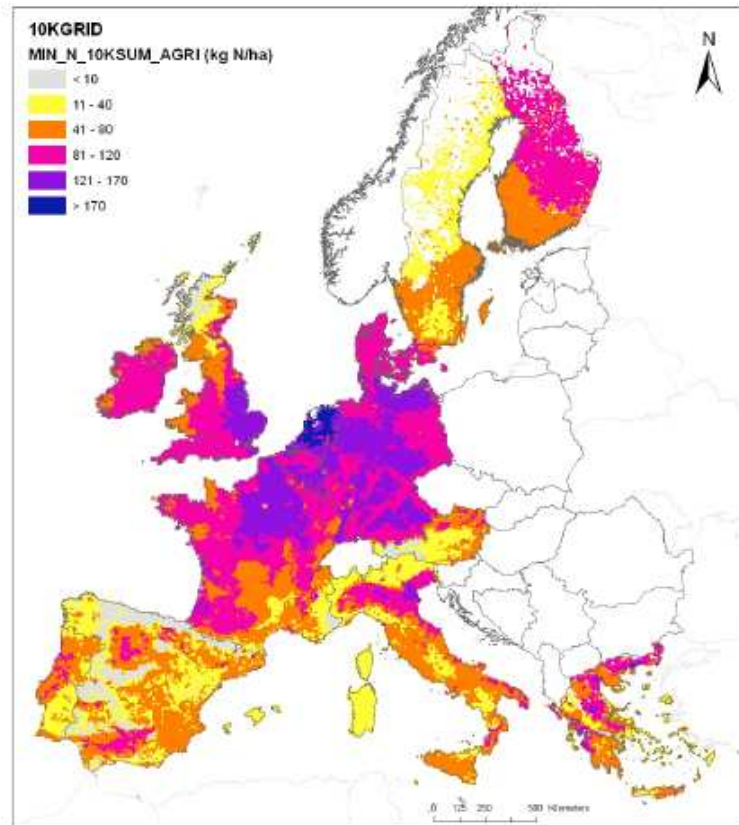 10KGRID
MIN_N_10KSUM_AGRI (kg N/ha)
< 10
11 - 40
41 - 80
81 - 120
121 - 170
> 170
N
0 125 250 500 Kilometers